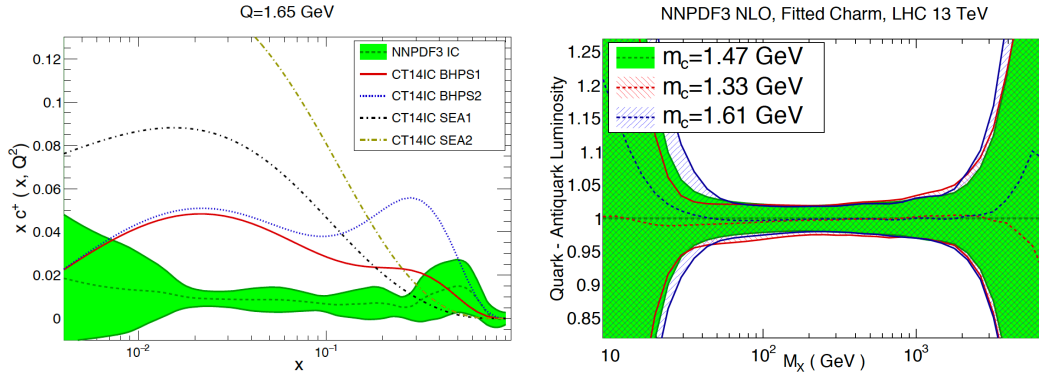 Q=1.65 GeV
x c⁺ ( x, Q²)
0.12
0.1
0.08
0.06
0.04
0.02
0
NNPDF3 IC
CT14IC BHPS1
CT14IC BHPS2
CT14IC SEA1
CT14IC SEA2
10⁻²
10⁻¹
x
NNPDF3 NLO, Fitted Charm, LHC 13 TeV
Quark - Antiquark Luminosity
1.25
1.2
1.15
1.1
1.05
1
0.95
0.9
0.85
m_c=1.47 GeV
m_c=1.33 GeV
m_c=1.61 GeV
10
10²
10³
M_X ( GeV )